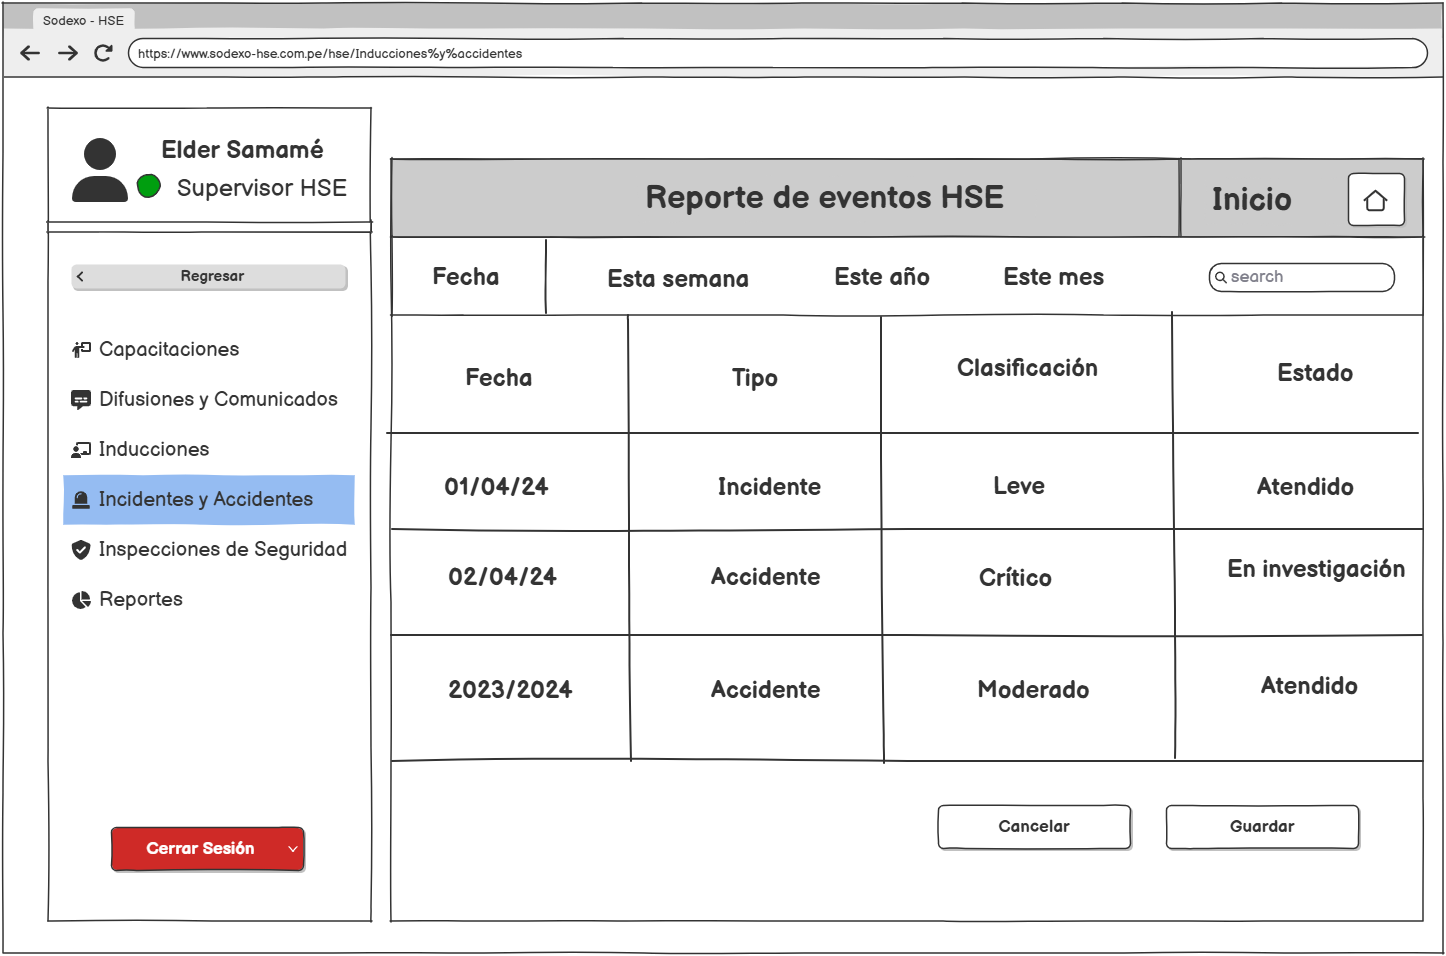 Sodexo - HSE
https://www.sodexo-hse.com.pe/hse/Inducciones%y%accidentes
Elder Samamé
Supervisor HSE
Regresar
Capacitaciones
Difusiones y Comunicados
Inducciones
Incidentes y Accidentes
Inspecciones de Seguridad
Reportes
Cerrar Sesión
Reporte de eventos HSE
Inicio
Fecha
Esta semana
Este año
Este mes
search
Fecha Tipo Clasificación Estado
01/04/24 Incidente Leve Atendido
02/04/24 Accidente Crítico En investigación
2023/2024 Accidente Moderado Atendido
Cancelar
Guardar